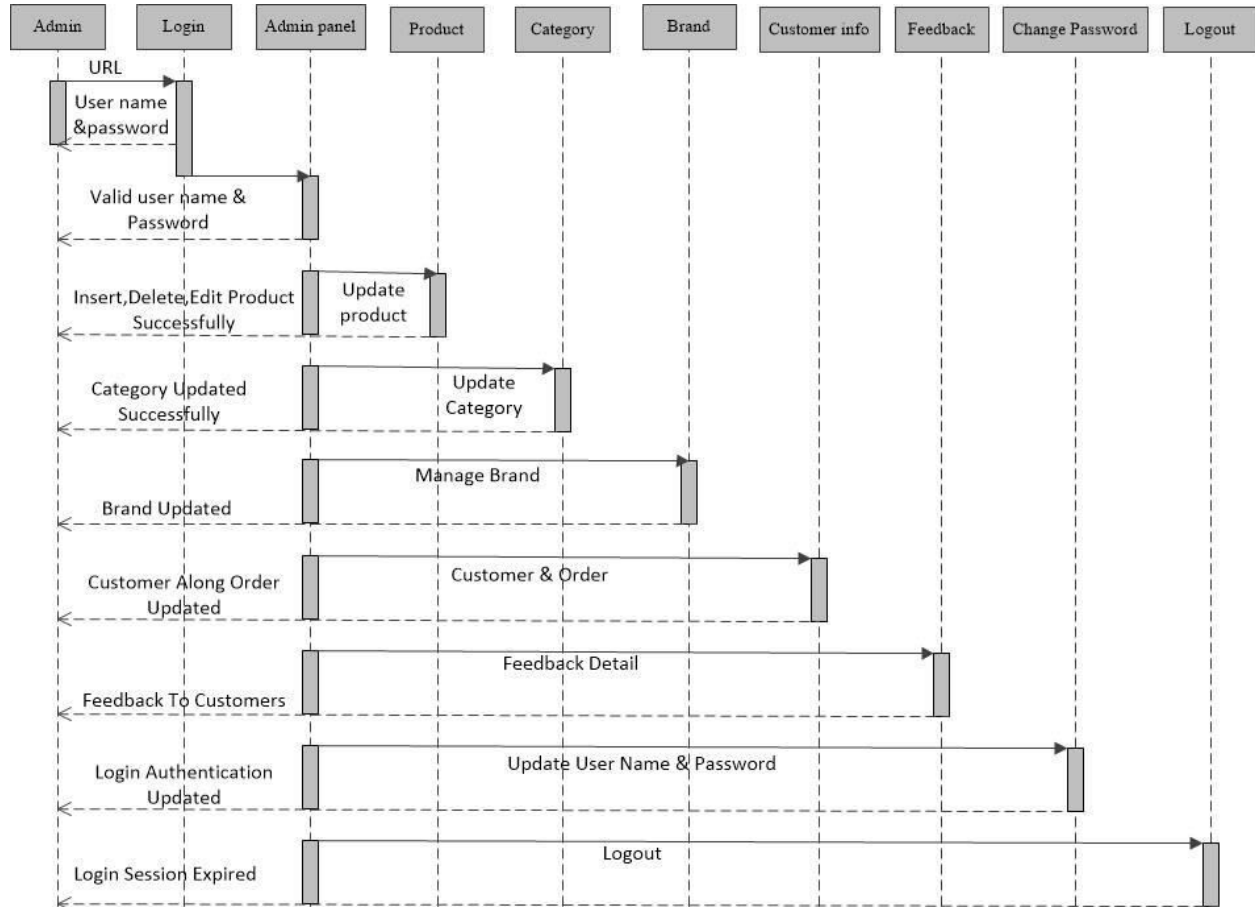 Admin
Login
Admin panel
Product
Category
Brand
Customer info
Feedback
Change Password
Logout
URL
User name
&password
Valid user name &
Password
Insert,Delete,Edit Product
Successfully
Update
product
Category Updated
Successfully
Update
Category
Manage Brand
Brand Updated
Customer & Order
Customer Along Order
Updated
Feedback Detail
Feedback To Customers
Update User Name & Password
Login Authentication
Updated
Logout
Login Session Expired